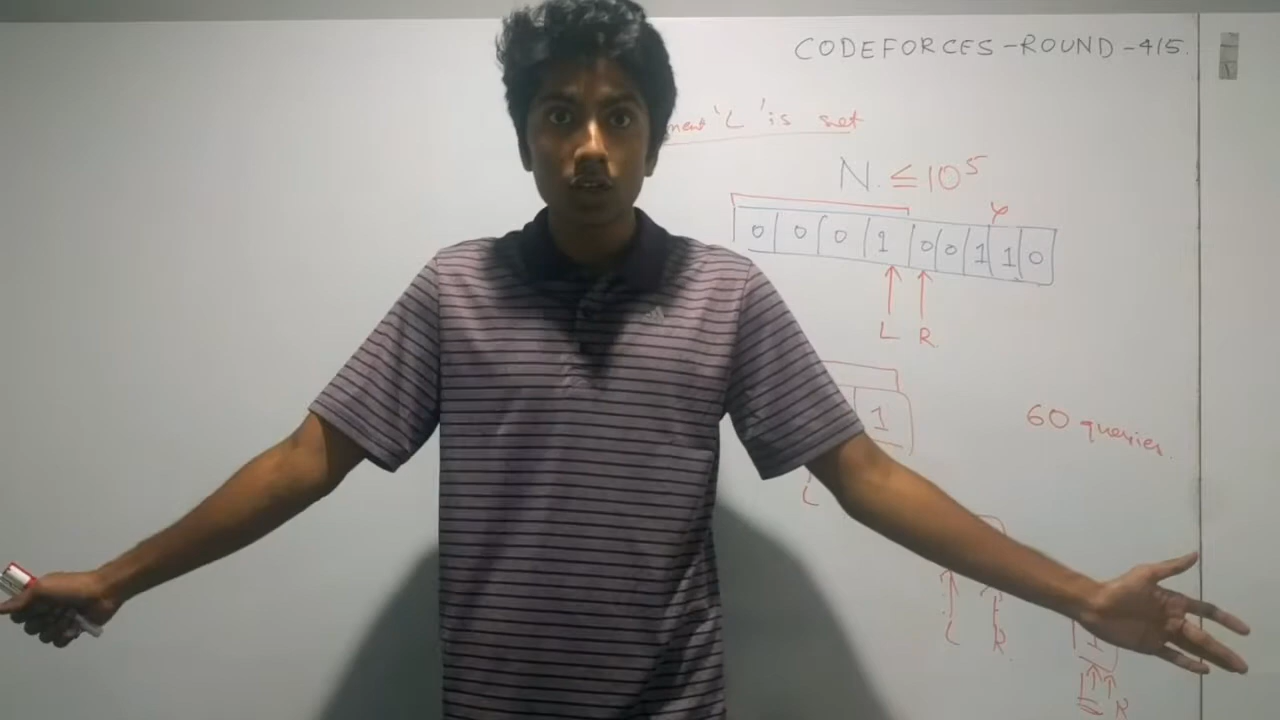 CODEFORCES-ROUND-415.
'L' is set
N. ≤ 10^5
0 0 0 1 0 0 1 1 0
L R
1
60 queries.
L
L R
1
L R